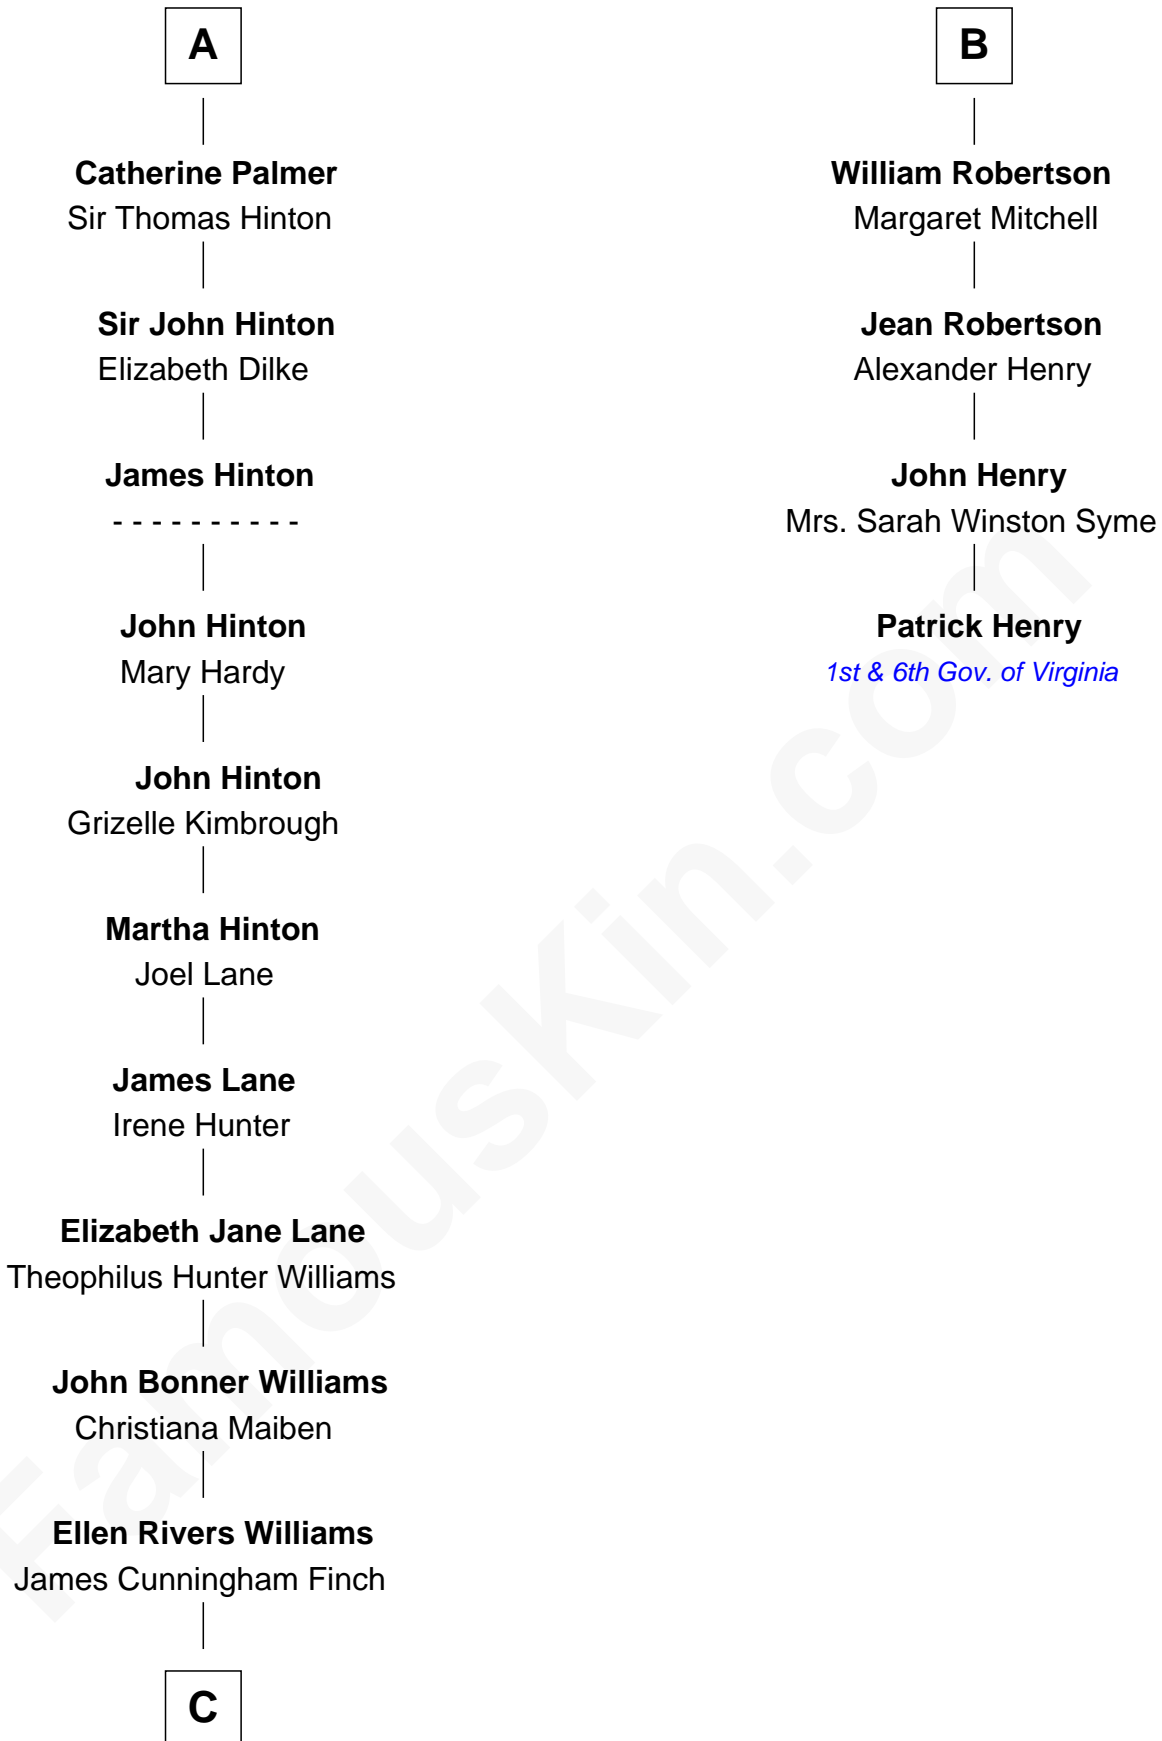 A
Catherine Palmer
Sir Thomas Hinton
Sir John Hinton
Elizabeth Dilke
James Hinton
- - - - - - - - - -
John Hinton
Mary Hardy
John Hinton
Grizelle Kimbrough
Martha Hinton
Joel Lane
James Lane
Irene Hunter
Elizabeth Jane Lane
Theophilus Hunter Williams
John Bonner Williams
Christiana Maiben
Ellen Rivers Williams
James Cunningham Finch
C
B
William Robertson
Margaret Mitchell
Jean Robertson
Alexander Henry
John Henry
Mrs. Sarah Winston Syme
Patrick Henry
1st & 6th Gov. of Virginia
FamousKin.com